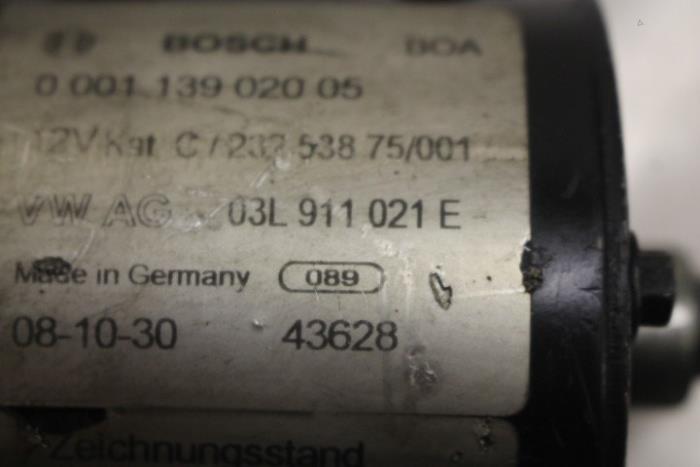 BOSCH BOA
0 001 139 020 05
12V Kat C/232 538 75/001
VW AG 03L 911 021 E
Made in Germany 089
08-10-30 43628
Zeichnungsstand